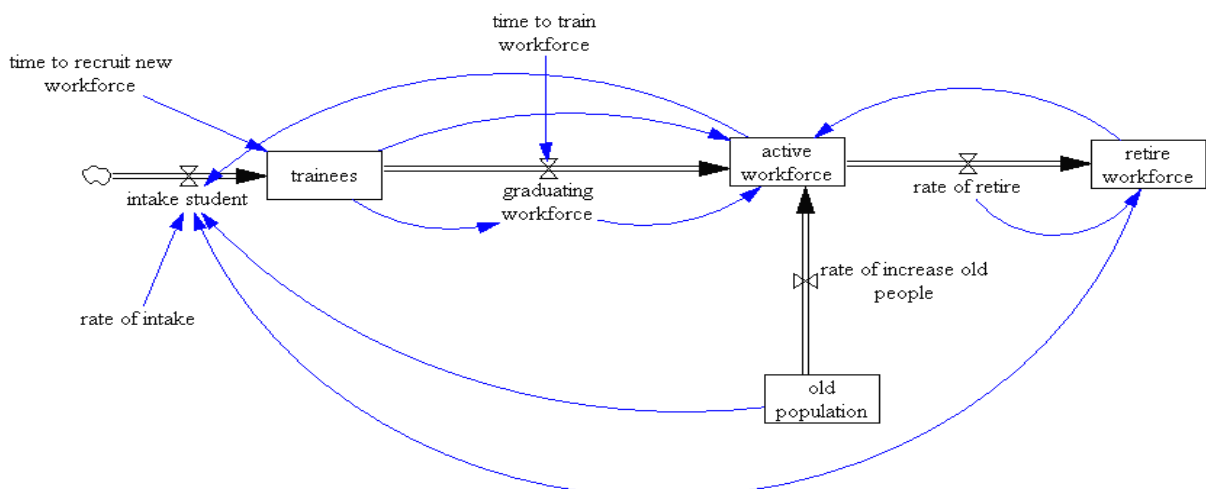 time to train
workforce
time to recruit new
workforce
trainees
active
workforce
retire
workforce
intake student
graduating
workforce
rate of retire
rate of increase old
people
rate of intake
old
population